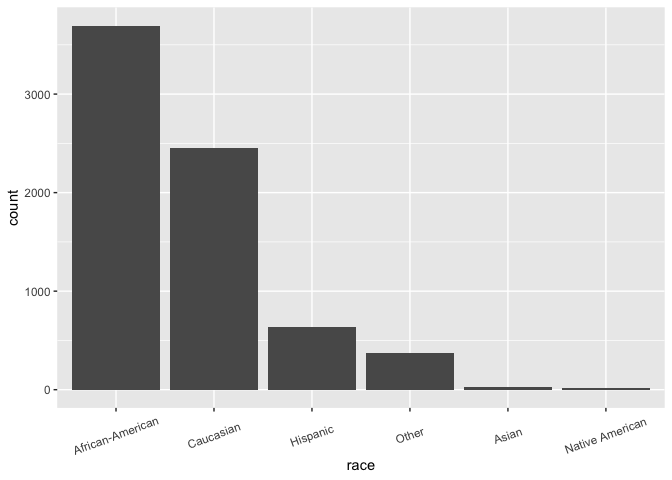 count
3000
2000
1000
0
African-American
Caucasian
Hispanic
Other
Asian
Native American
race